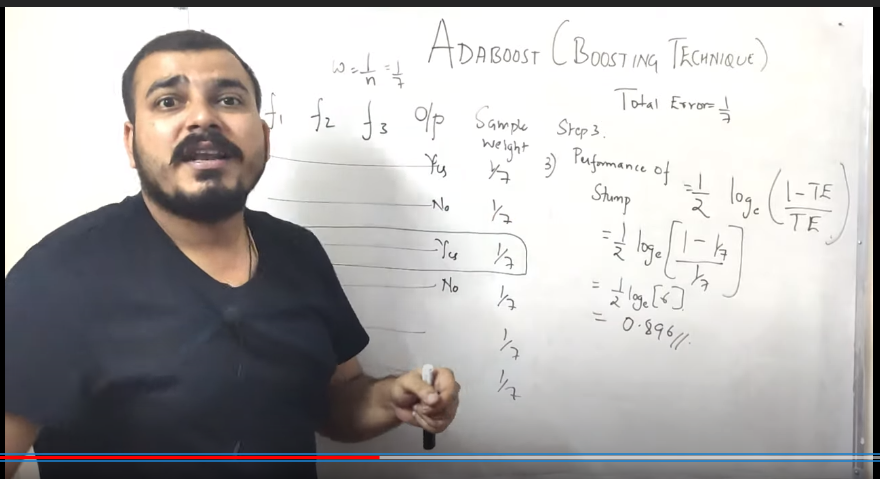 ADABOOST (BOOSTING TECHNIQUE)
w = 1/n = 1/7
Total Error = 1/7
f1 f2 f3 O/p Sample weight
Step 3.
3) Performance of Stump = 1/2 loge (1 - TE / TE)
= 1/2 loge [1 - 1/7 / 1/7]
= 1/2 loge [6]
= 0.896//.
Yes 1/7
No 1/7
Yes 1/7
No 1/7
1/7
1/7